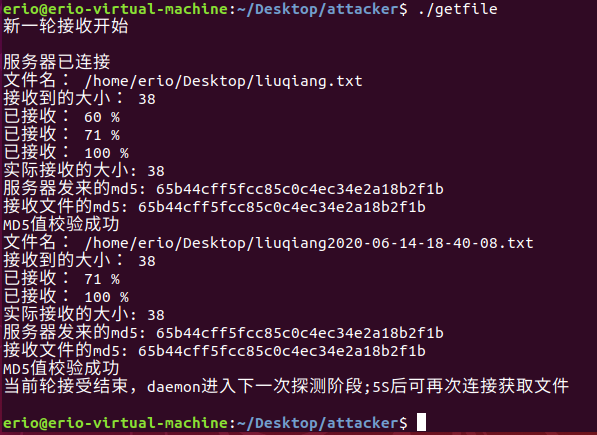 erio@erio-virtual-machine:~/Desktop/attacker$ ./getfile
新一轮接收开始
服务器已连接
文件名： /home/erio/Desktop/liuqiang.txt
接收到的大小： 38
已接收： 60 %
已接收： 71 %
已接收： 100 %
实际接收的大小: 38
服务器发来的md5: 65b44cff5fcc85c0c4ec34e2a18b2f1b
接收文件的md5: 65b44cff5fcc85c0c4ec34e2a18b2f1b
MD5值校验成功
文件名： /home/erio/Desktop/liuqiang2020-06-14-18-40-08.txt
接收到的大小： 38
已接收： 71 %
已接收： 100 %
实际接收的大小: 38
服务器发来的md5: 65b44cff5fcc85c0c4ec34e2a18b2f1b
接收文件的md5: 65b44cff5fcc85c0c4ec34e2a18b2f1b
MD5值校验成功
当前轮接受结束，daemon进入下一次探测阶段;5S后可再次连接获取文件
erio@erio-virtual-machine:~/Desktop/attacker$